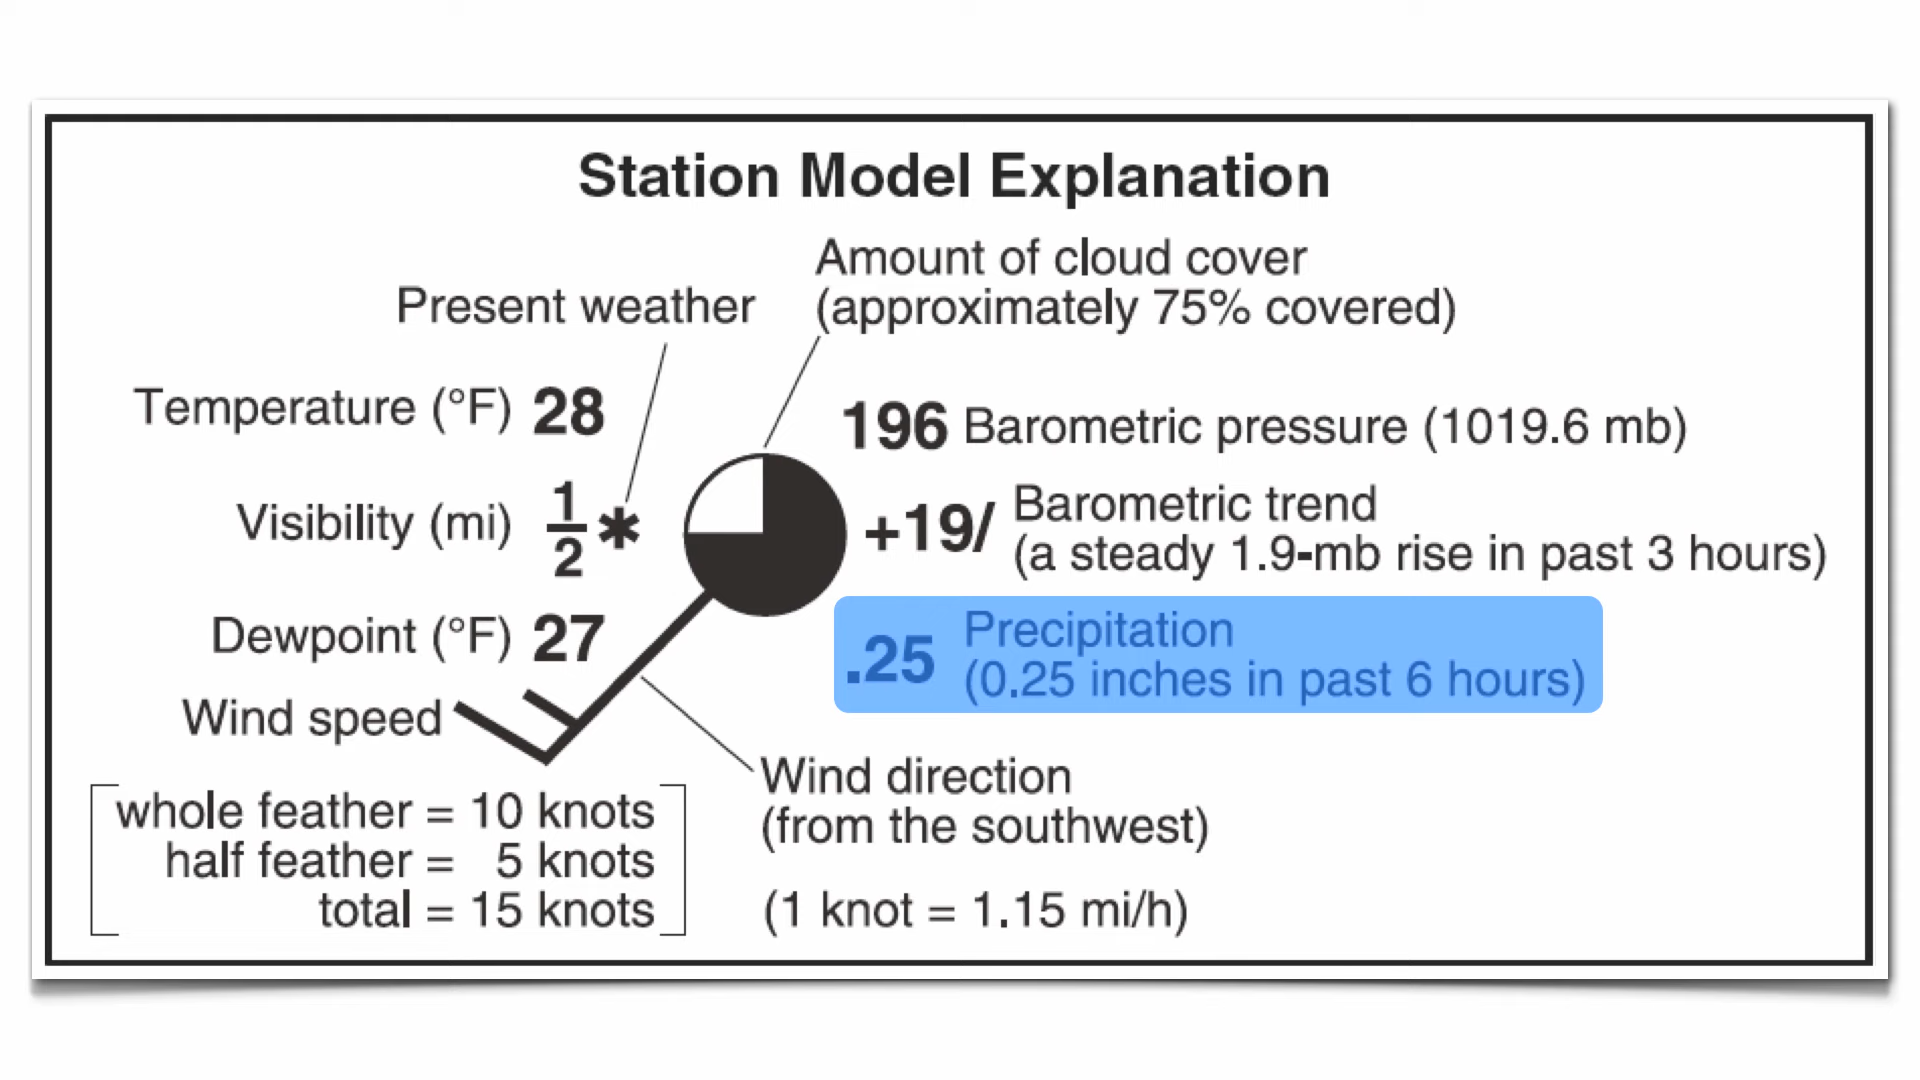 Station Model Explanation
Amount of cloud cover
(approximately 75% covered)
Present weather
Temperature (°F) 28
196 Barometric pressure (1019.6 mb)
Visibility (mi) 1/2 *
+19/ Barometric trend
(a steady 1.9-mb rise in past 3 hours)
Dewpoint (°F) 27
.25 Precipitation
(0.25 inches in past 6 hours)
Wind speed
whole feather = 10 knots
half feather = 5 knots
total = 15 knots
Wind direction
(from the southwest)
(1 knot = 1.15 mi/h)